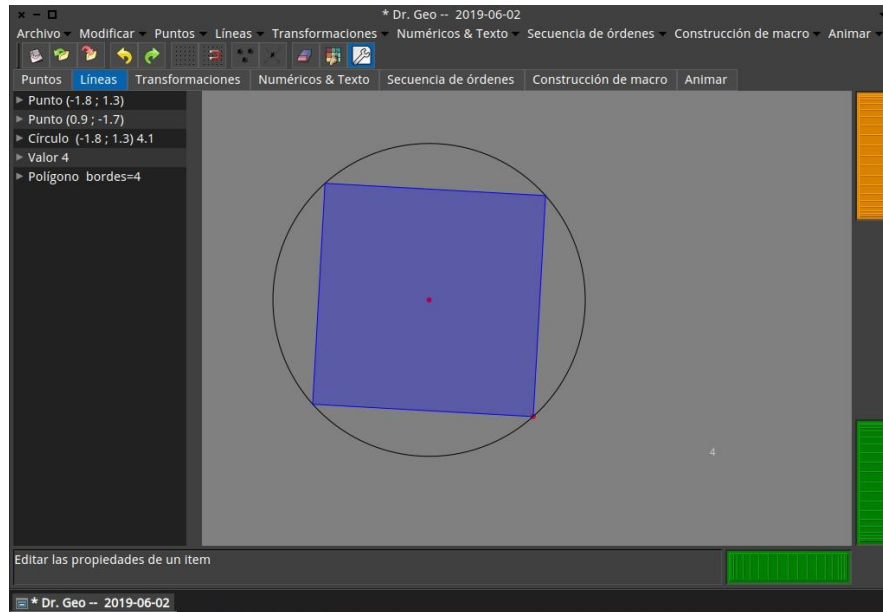 * Dr. Geo -- 2019-06-02
Archivo Modificar Puntos Líneas Transformaciones Numéricos & Texto Secuencia de órdenes Construcción de macro Animar
Puntos Líneas Transformaciones Numéricos & Texto Secuencia de órdenes Construcción de macro Animar
Punto (-1.8 ; 1.3)
Punto (0.9 ; -1.7)
Círculo (-1.8 ; 1.3) 4.1
Valor 4
Polígono bordes=4
4
Editar las propiedades de un item
* Dr. Geo -- 2019-06-02